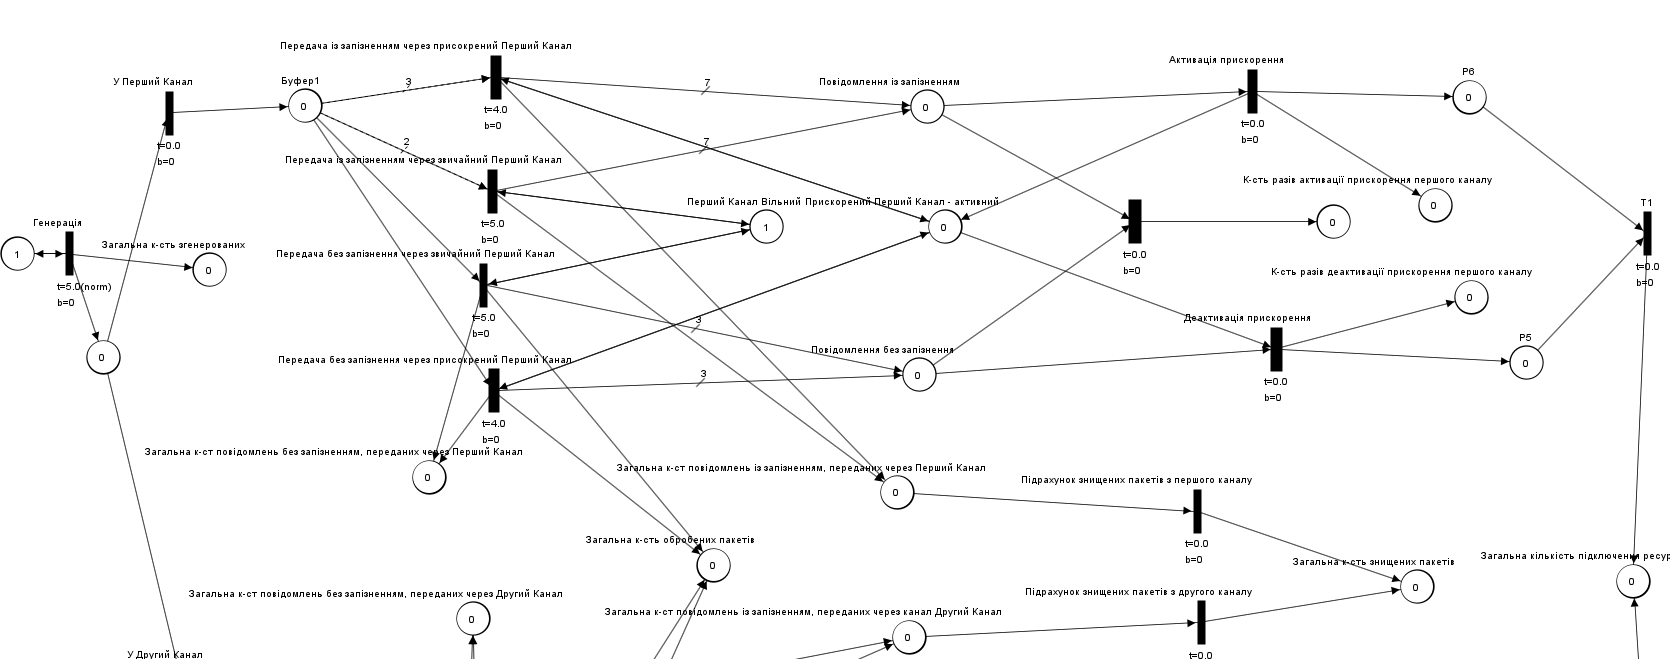 Передача із запізненням через присокрений Перший Канал
Активація прискорення
P6
У Перший Канал
Буфер1
3
7
Повідомлення із запізненням
0
0
0
t=4.0
b=0
t=0.0
b=0
t=0.0
b=0
2
7
Передача із запізненням через звичайний Перший Канал
К-сть разів активації прискорення першого каналу
Перший Канал Вільний
Прискорений Перший Канал - активний
T1
0
Генерація
t=5.0
b=0
1
0
0
Загальна к-сть згенерованих
Передача без запізнення через звичайний Перший Канал
1
0
t=0.0
b=0
t=0.0
b=0
К-сть разів деактивації прискорення першого каналу
t=5.0(norm)
b=0
0
t=5.0
b=0
3
Деактивація прискорення
P5
Повідомлення без запізнення
0
Передача без запізнення через присокрений Перший Канал
0
3
0
t=0.0
b=0
t=4.0
b=0
Загальна к-ст повідомлень без запізнення, переданих через Перший Канал
Загальна к-ст повідомлень із запізненням, переданих через Перший Канал
0
Підрахунок знищених пакетів з першого каналу
0
Загальна к-сть обробених пакетів
t=0.0
b=0
Загальна к-сть знищених пакетів
Загальна кількість підключення ресур
0
0
0
Загальна к-ст повідомлень без запізнення, переданих через Другий Канал
Підрахунок знищених пакетів з другого каналу
0
Загальна к-ст повідомлень із запізненням, переданих через канал Другий Канал
0
У Другий Канал
t=0.0